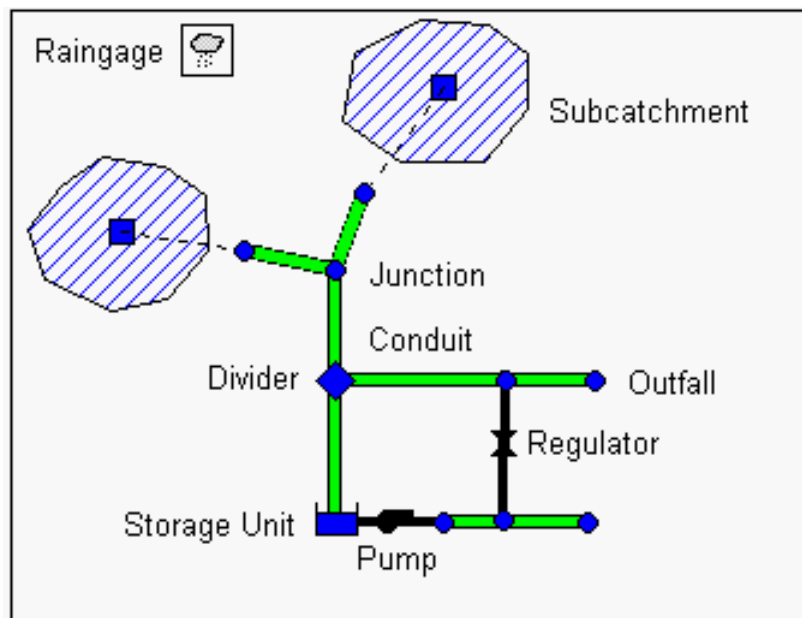 Raingage
Subcatchment
Junction
Conduit
Divider
Outfall
Regulator
Storage Unit
Pump